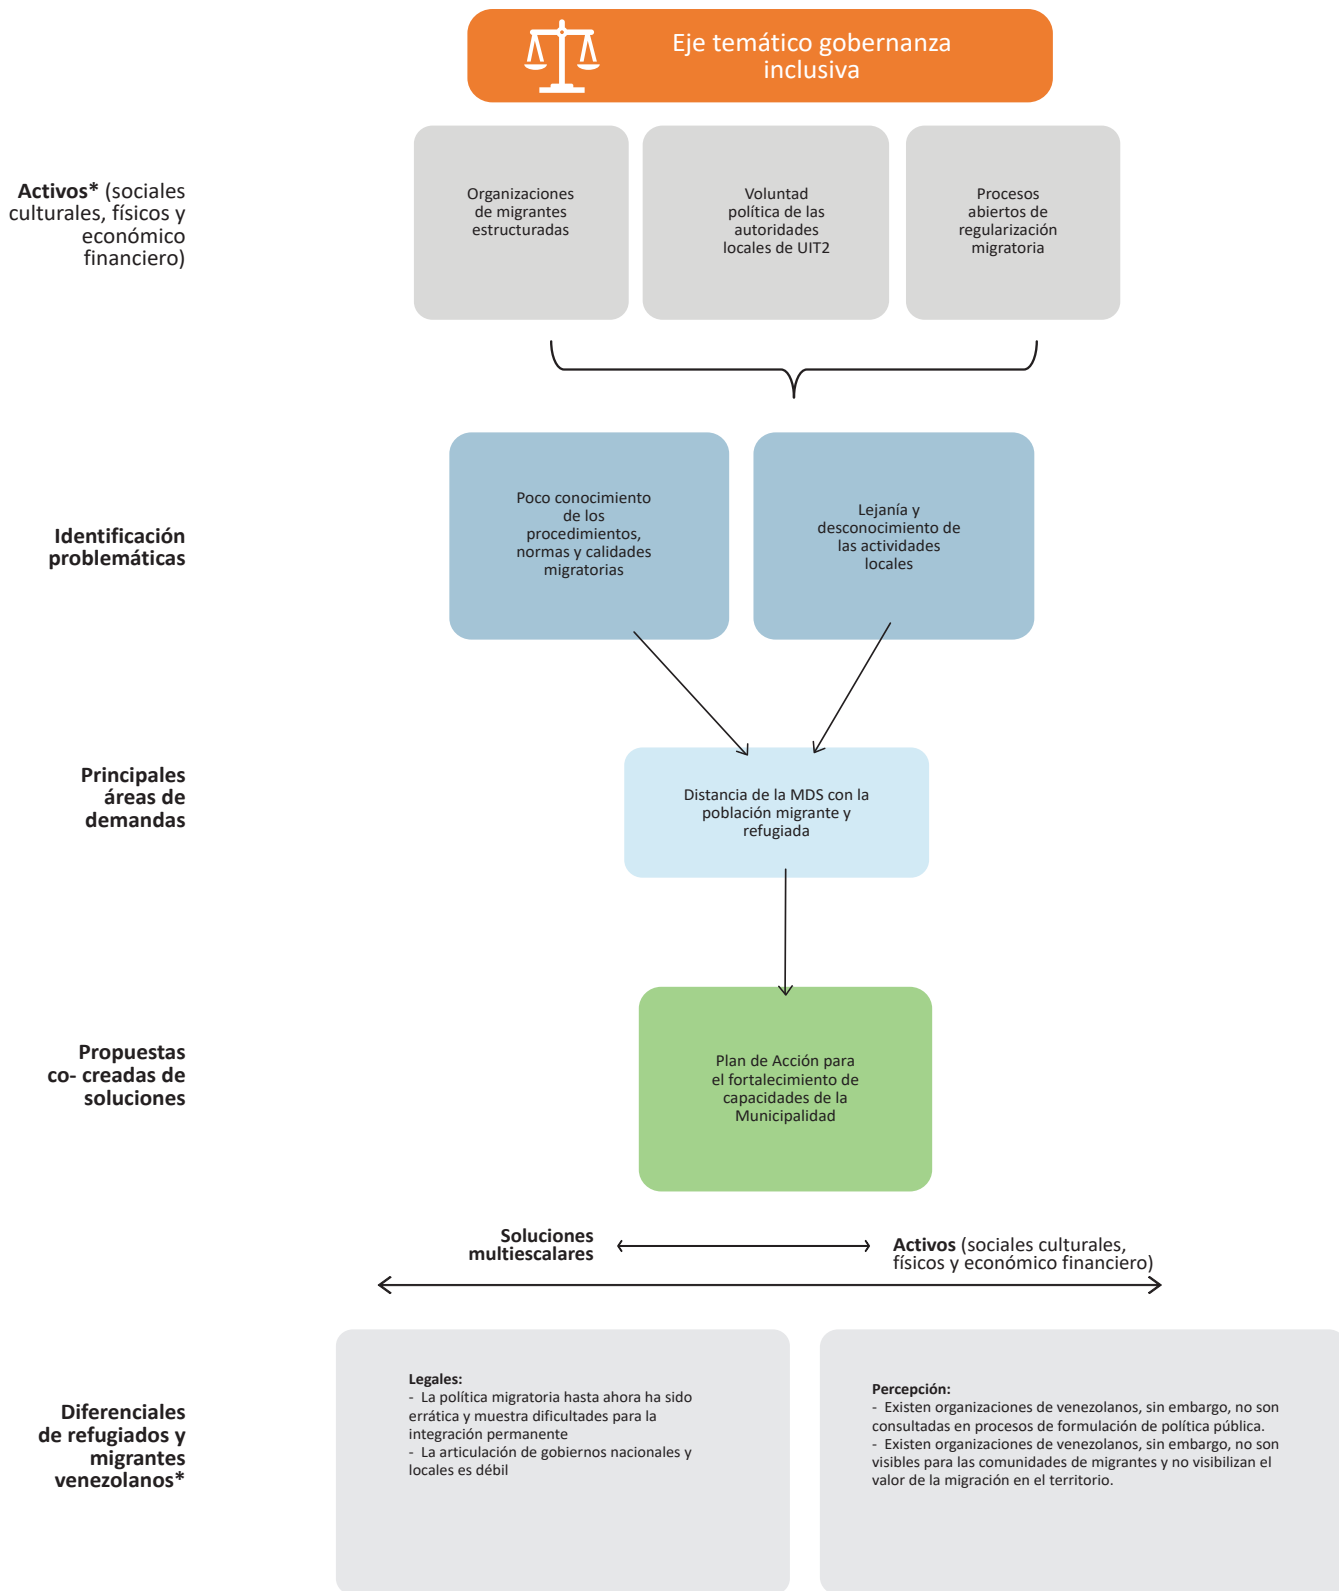 Eje temático gobernanza
inclusiva
Activos* (sociales
culturales, físicos y
económico
financiero)
Organizaciones
de migrantes
estructuradas
Voluntad
política de las
autoridades
locales de UIT2
Procesos
abiertos de
regularización
migratoria
Identificación
problemáticas
Poco conocimiento
de los
procedimientos,
normas y calidades
migratorias
Lejanía y
desconocimiento de
las actividades
locales
Principales
áreas de
demandas
Distancia de la MDS con la
población migrante y
refugiada
Propuestas
co- creadas de
soluciones
Plan de Acción para
el fortalecimiento de
capacidades de la
Municipalidad
Soluciones
multiescalares
Activos (sociales culturales,
físicos y económico financiero)
Diferenciales
de refugiados y
migrantes
venezolanos*
Legales:
- La política migratoria hasta ahora ha sido
errática y muestra dificultades para la
integración permanente
- La articulación de gobiernos nacionales y
locales es débil
Percepción:
- Existen organizaciones de venezolanos, sin embargo, no son
consultadas en procesos de formulación de política pública.
- Existen organizaciones de venezolanos, sin embargo, no son
visibles para las comunidades de migrantes y no visibilizan el
valor de la migración en el territorio.